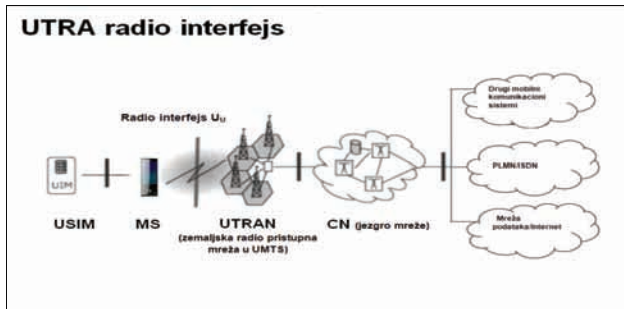 UTRA radio interfejs
Drugi mobilni
komunikacioni
sistemi
Radio interfejs Uu
UIM
PLMN/ISDN
USIM
MS
UTRAN
(zemaljska radio pristupna
mreža u UMTS)
CN (jezgro mreže)
Mreža
podataka/Internet